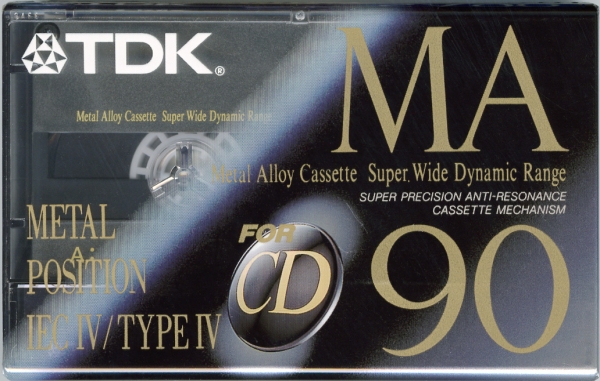 TDK®
MA
Metal Alloy Cassette Super Wide Dynamic Range
Metal Alloy Cassette Super Wide Dynamic Range
SUPER PRECISION ANTI-RESONANCE
CASSETTE MECHANISM
METAL
POSITION
IEC IV/TYPE IV
A
FOR
CD
90